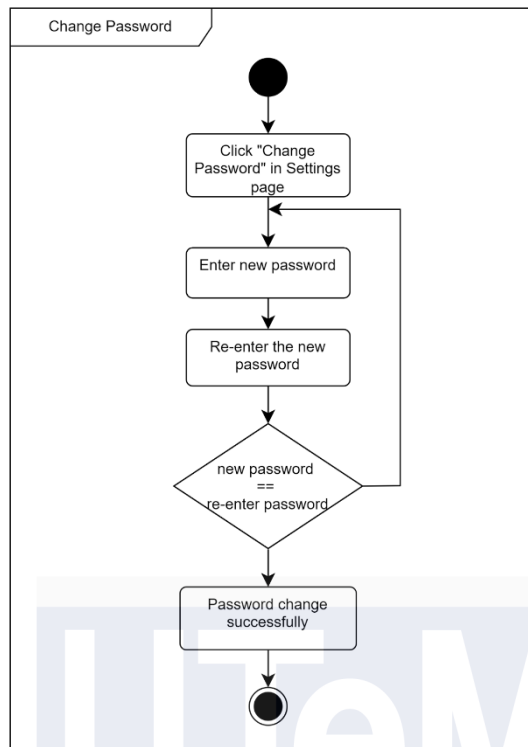 Change Password
Click "Change
Password" in Settings
page
Enter new password
Re-enter the new
password
new password
==
re-enter password
Password change
successfully
UTeM